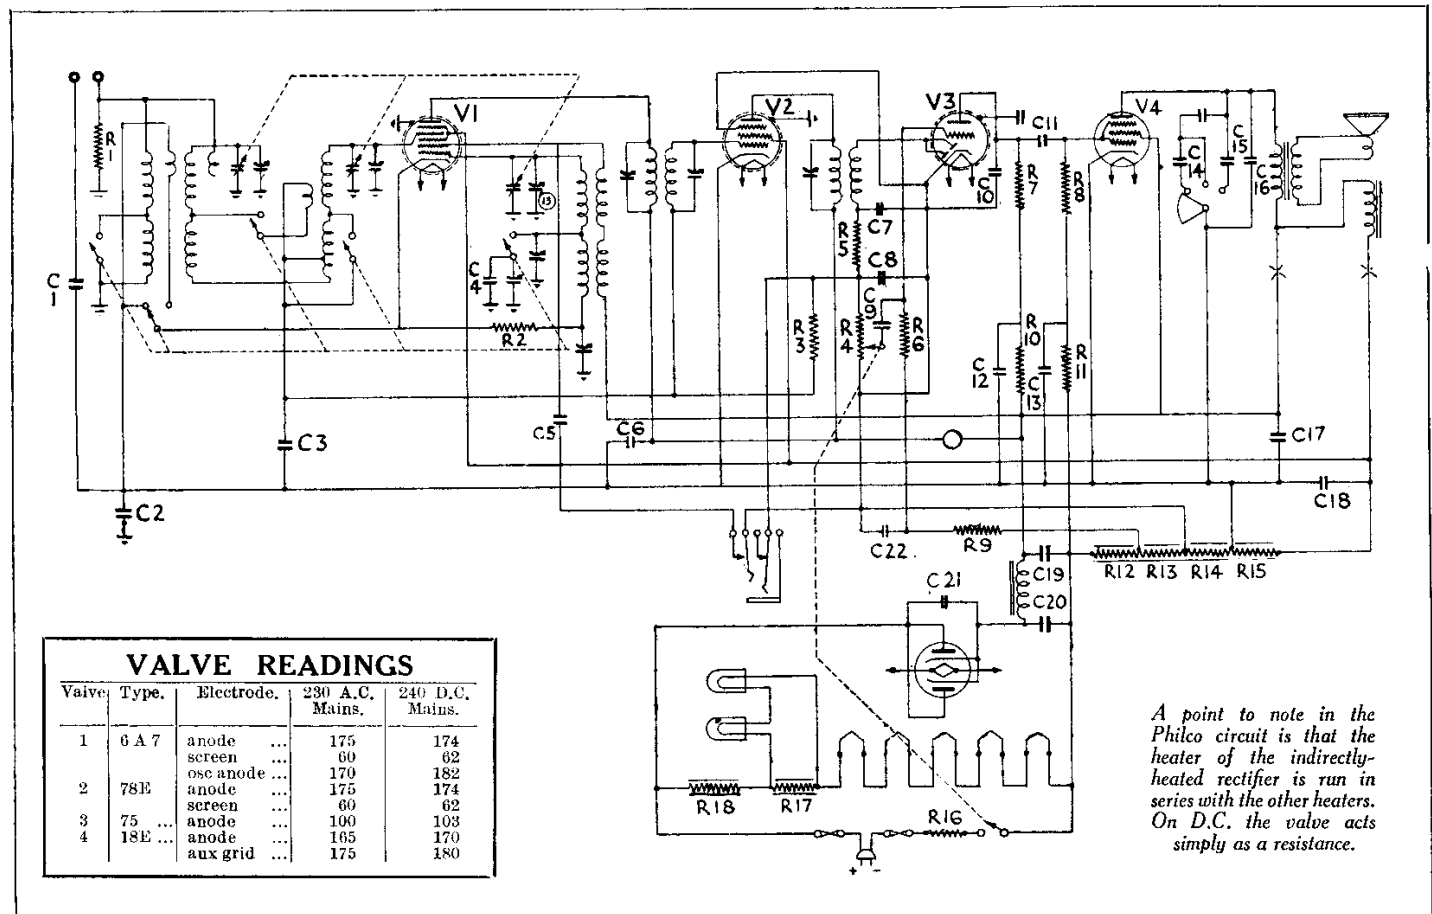 V1
V2
V3
V4
R
1
C11
C
10
R
7
R
8
C
14
C
15
C
16
13
C7
R
5
C8
C
1
C
4
C
9
R2
R
3
R
4
R
6
R
10
R
11
C
12
C
13
C3
C5
C6
C17
C2
C18
C22
R9
C19
R12 R13 R14 R15
C20
C21
R18
R17
R16
+ -
VALVE READINGS
Valve Type. Electrode. 230 A.C. Mains. 240 D.C. Mains.
1 6 A 7 anode ... 175 174
screen ... 60 62
osc anode ... 170 182
2 78E anode ... 175 174
screen ... 60 62
3 75 ... anode ... 100 103
4 18E ... anode ... 165 170
aux grid ... 175 180
A point to note in the
Philco circuit is that the
heater of the indirectly-
heated rectifier is run in
series with the other heaters.
On D.C. the valve acts
simply as a resistance.